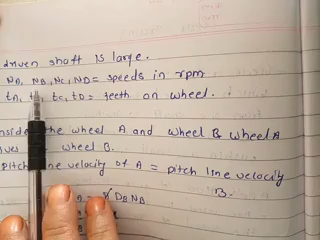 driven shaft is large.
NA, NB, NC, ND = speeds in rpm
tA, tC, tD = teeth on wheel.
the wheel A and wheel B wheel A
wheel B.
pitch line velocity of A = pitch line velocity
B.
DB NB